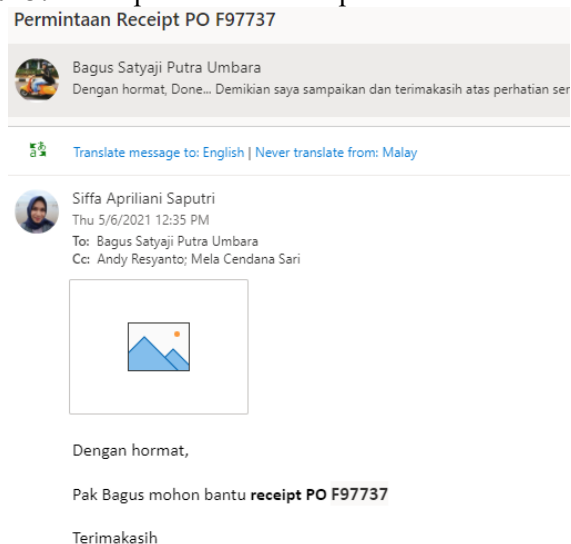 Permintaan Receipt PO F97737
Bagus Satyaji Putra Umbara
Dengan hormat, Done... Demikian saya sampaikan dan terimakasih atas perhatian ser
Translate message to: English | Never translate from: Malay
Siffa Apriliani Saputri
Thu 5/6/2021 12:35 PM
To: Bagus Satyaji Putra Umbara
Cc: Andy Resyanto; Mela Cendana Sari
Dengan hormat,
Pak Bagus mohon bantu receipt PO F97737
Terimakasih